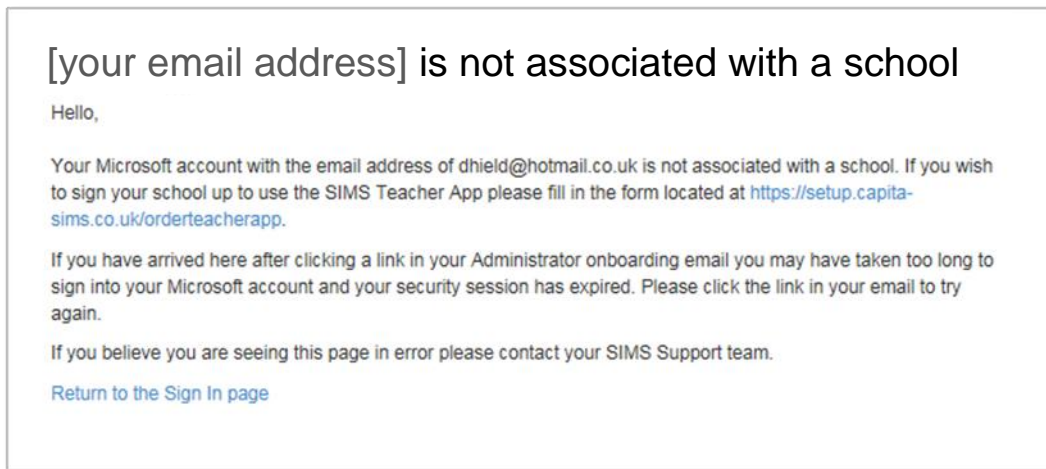 [your email address] is not associated with a school
Hello,
Your Microsoft account with the email address of dhield@hotmail.co.uk is not associated with a school. If you wish
to sign your school up to use the SIMS Teacher App please fill in the form located at https://setup.capita-
sims.co.uk/orderteacherapp.
If you have arrived here after clicking a link in your Administrator onboarding email you may have taken too long to
sign into your Microsoft account and your security session has expired. Please click the link in your email to try
again.
If you believe you are seeing this page in error please contact your SIMS Support team.
Return to the Sign In page